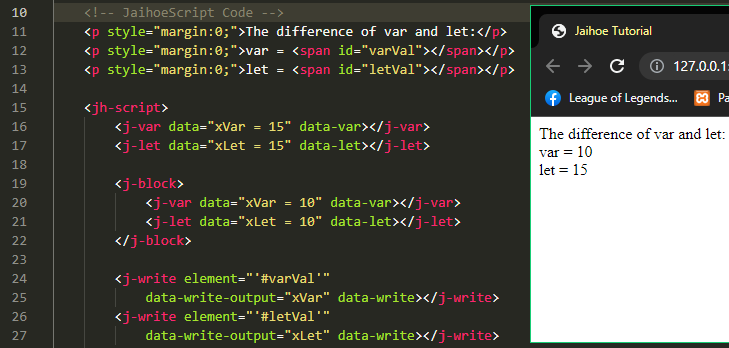 10 <!-- JaihoeScript Code -->
11 <p style="margin:0;">The difference of var and let:</p>
12 <p style="margin:0;">var = <span id="varVal"></span></p>
13 <p style="margin:0;">let = <span id="letVal"></span></p>
14
15 <jh-script>
16 <j-var data="xVar = 15" data-var></j-var>
17 <j-let data="xLet = 15" data-let></j-let>
18
19 <j-block>
20 <j-var data="xVar = 10" data-var></j-var>
21 <j-let data="xLet = 10" data-let></j-let>
22 </j-block>
23
24 <j-write element="'#varVal'"
25 data-write-output="xVar" data-write></j-write>
26 <j-write element="'#letVal'"
27 data-write-output="xLet" data-write></j-write>
Jaihoe Tutorial
127.0.0.1:
League of Legends...
Pa
The difference of var and let:
var = 10
let = 15